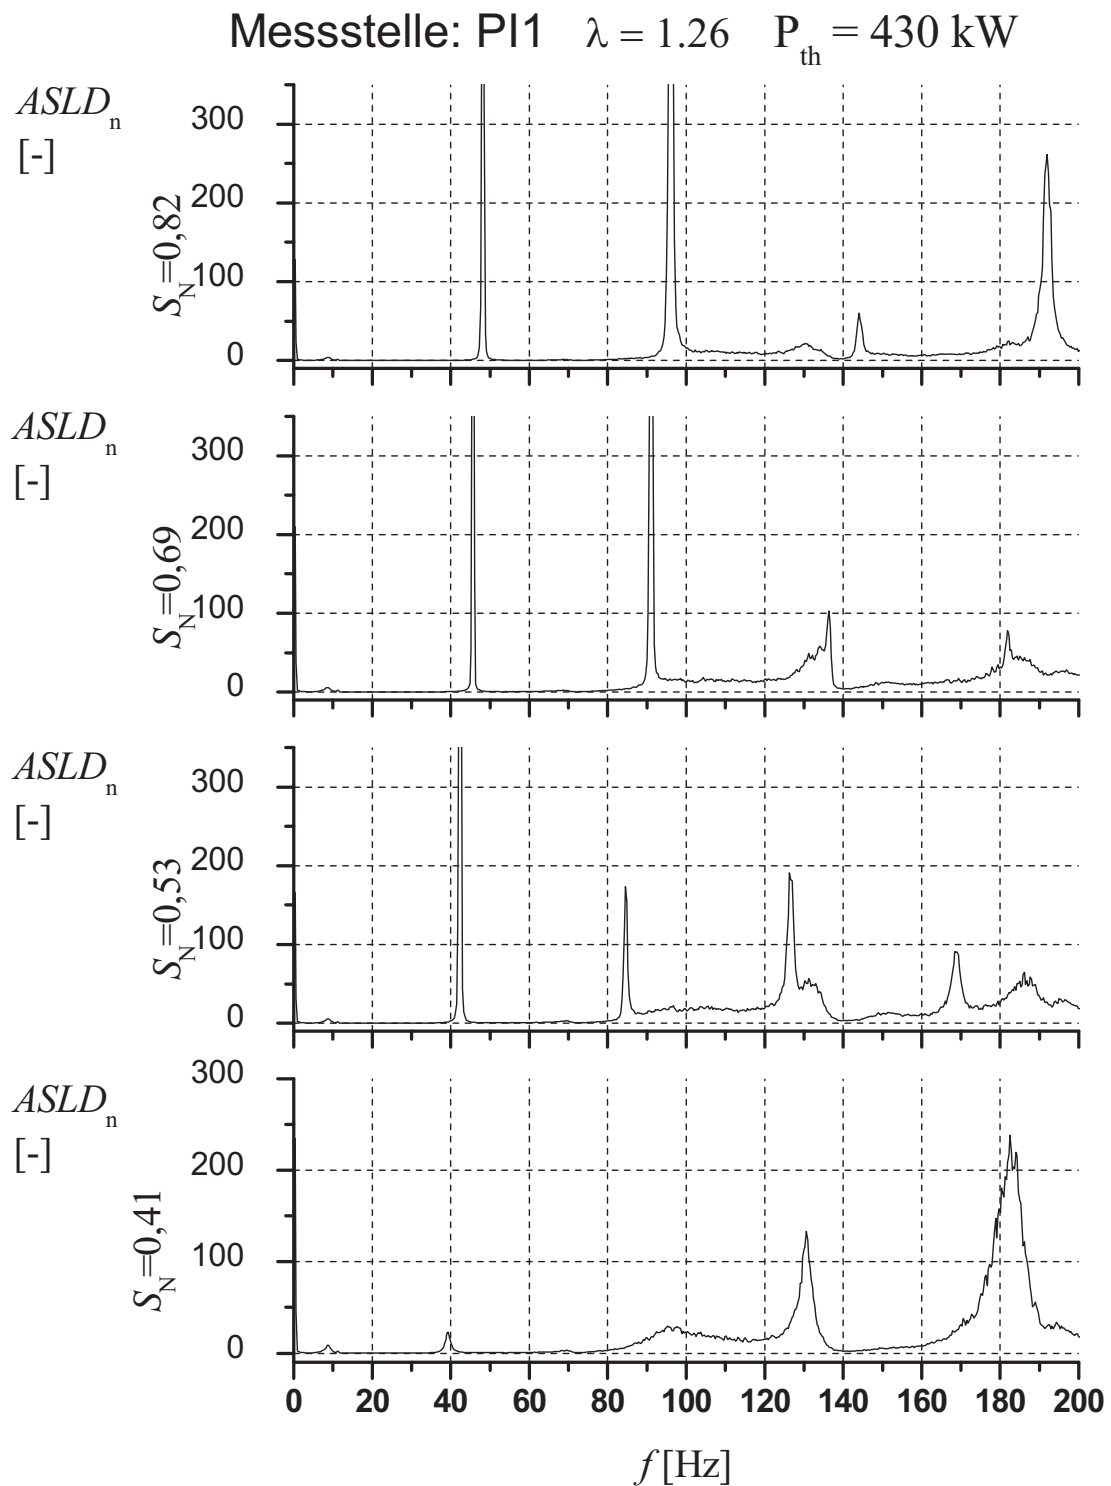 Messstelle: PI1 λ = 1.26 P_th = 430 kW
ASLD_n
[-]
S_N=0,82
300
200
100
0
ASLD_n
[-]
S_N=0,69
300
200
100
0
ASLD_n
[-]
S_N=0,53
300
200
100
0
ASLD_n
[-]
S_N=0,41
300
200
100
0
0 20 40 60 80 100 120 140 160 180 200
f [Hz]